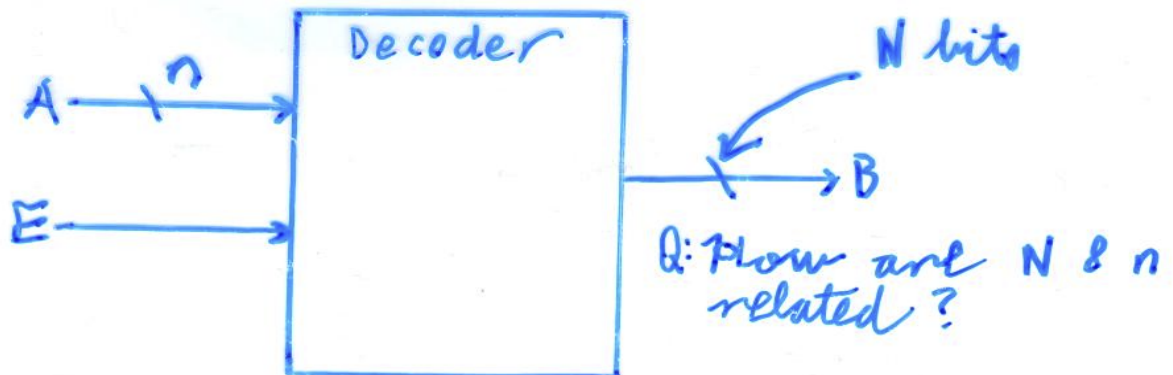 Decoder
N bits
n
A
B
E
Q: How are N & n
related?